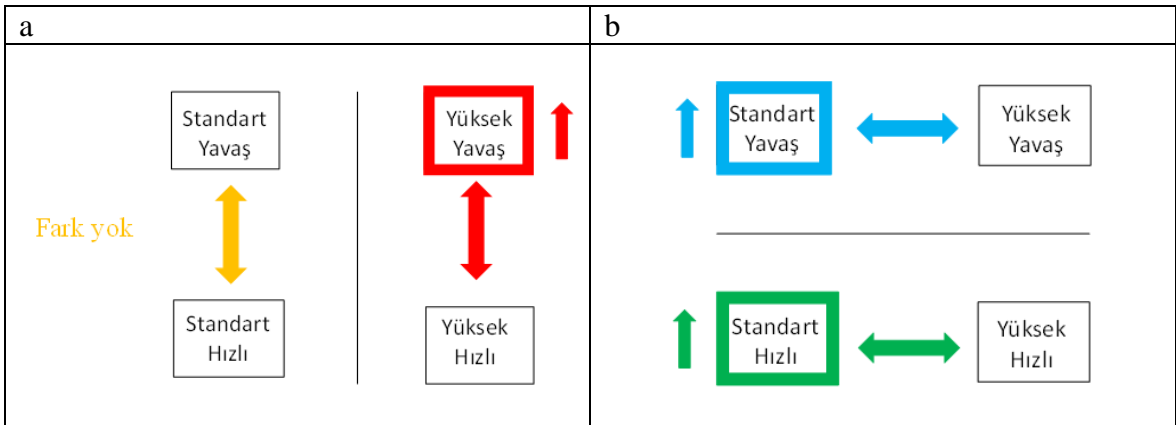 a
b
Standart
Yavaş
Yüksek
Yavaş
Fark yok
Standart
Hızlı
Yüksek
Hızlı
Standart
Yavaş
Yüksek
Yavaş
Standart
Hızlı
Yüksek
Hızlı